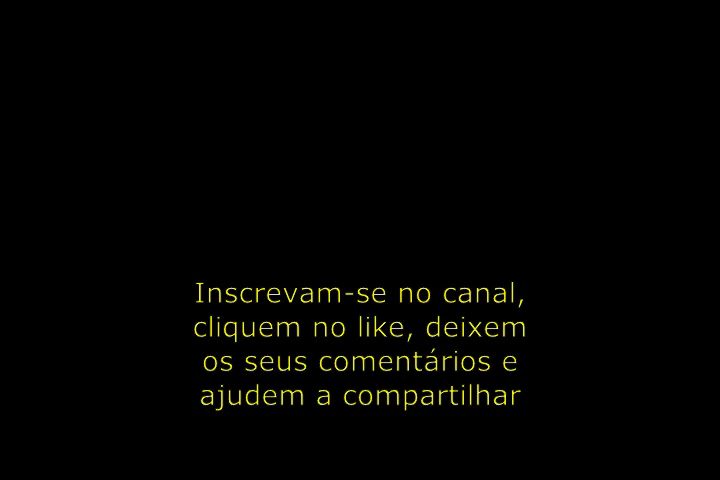 Inscrevam-se no canal,
cliquem no like, deixem
os seus comentários e
ajudem a compartilhar